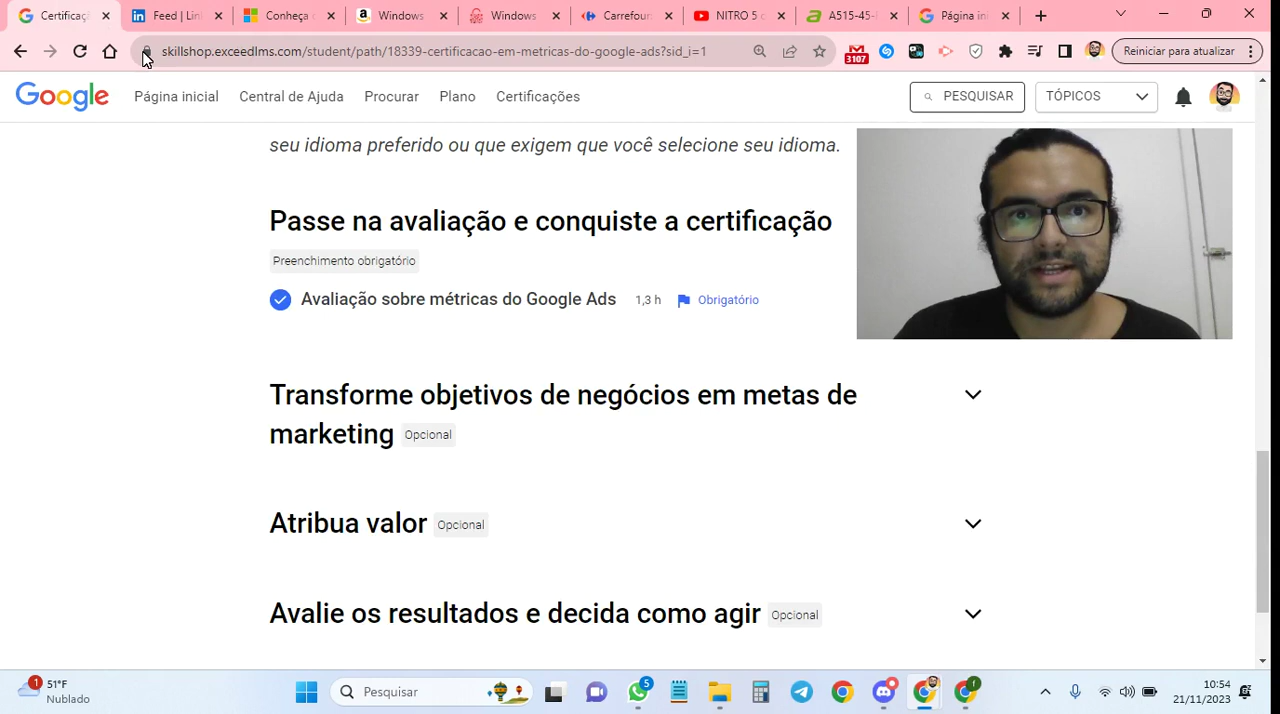 Certificaç
Feed | Lin
Conheça
Windows
Windows
Carrefour
NITRO 5
A515-45-
Página in
skillshop.exceedlms.com/student/path/18339-certificacao-em-metricas-do-google-ads?sid_i=1
3107
Reiniciar para atualizar
Google
Página inicial
Central de Ajuda
Procurar
Plano
Certificações
PESQUISAR
TÓPICOS
seu idioma preferido ou que exigem que você selecione seu idioma.
Passe na avaliação e conquiste a certificação
Preenchimento obrigatório
Avaliação sobre métricas do Google Ads 1,3 h Obrigatório
Transforme objetivos de negócios em metas de
marketing Opcional
Atribua valor Opcional
Avalie os resultados e decida como agir Opcional
1
51°F
Nublado
Pesquisar
5
10:54
21/11/2023